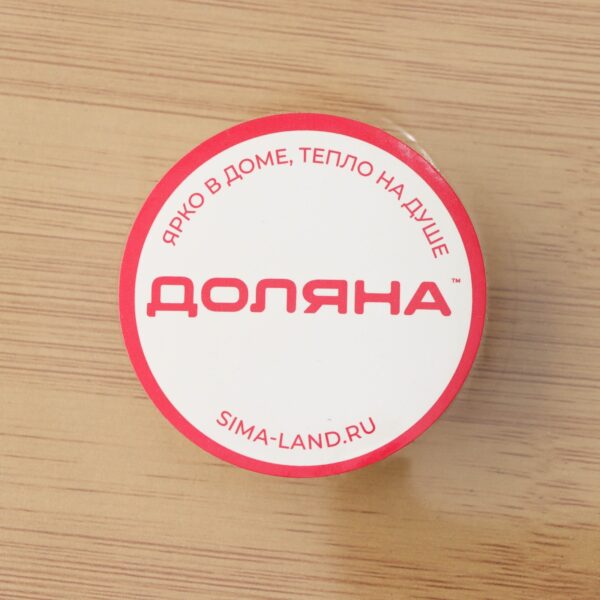 ЯРКО В ДОМЕ, ТЕПЛО НА ДУШЕ
ДОЛЯНА™
SIMA-LAND.RU